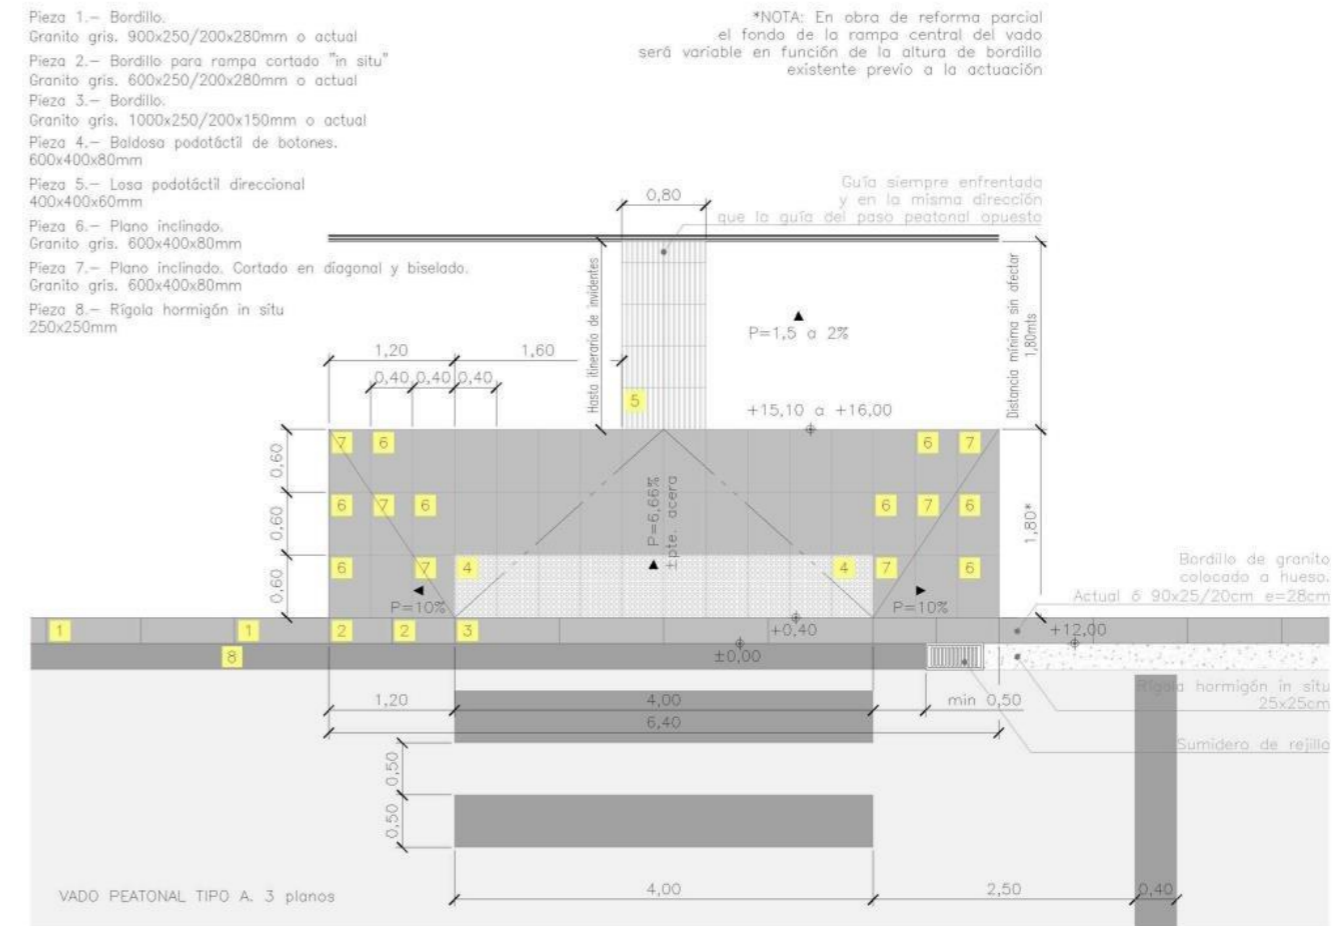 Pieza 1.- Bordillo.
Granito gris. 900x250/200x280mm o actual
Pieza 2.- Bordillo para rampa cortado "in situ"
Granito gris. 600x250/200x280mm o actual
Pieza 3.- Bordillo.
Granito gris. 1000x250/200x150mm o actual
Pieza 4.- Baldosa podotáctil de botones.
600x400x80mm
Pieza 5.- Losa podotáctil direccional
400x400x60mm
Pieza 6.- Plano inclinado.
Granito gris. 600x400x80mm
Pieza 7.- Plano inclinado. Cortado en diagonal y biselado.
Granito gris. 600x400x80mm
Pieza 8.- Rígola hormigón in situ
250x250mm
*NOTA: En obra de reforma parcial
el fondo de la rampa central del vado
será variable en función de la altura de bordillo
existente previo a la actuación
Guía siempre enfrentada
y en la misma dirección
que la guía del paso peatonal opuesto
0,80
Hasta itinerario de invidentes
Distancia mínima sin afectar
1,80mts
P=1,5 a 2%
1,20
1,60
0,40
0,40
0,40
5
+15,10 a +16,00
0,60
7
6
6
7
0,60
6
7
6
6
7
6
P=6,66%
±pte. acera
1,80*
0,60
6
7
4
4
7
6
P=10%
P=10%
Bordillo de granito
colocado a hueso.
Actual ó 90x25/20cm e=28cm
1
1
2
2
3
+0,40
+12,00
8
±0,00
Rígola hormigón in situ
25x25cm
1,20
4,00
min 0,50
6,40
Sumidero de rejilla
0,50
0,50
4,00
2,50
0,40
VADO PEATONAL TIPO A. 3 planos